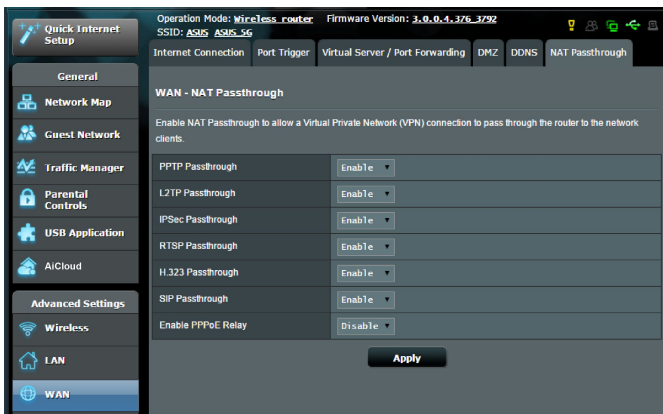 Quick Internet
Setup
Operation Mode: Wireless router Firmware Version: 3.0.0.4.376_3792
SSID: ASUS ASUS_5G
Internet Connection Port Trigger Virtual Server / Port Forwarding DMZ DDNS NAT Passthrough
General
Network Map
Guest Network
Traffic Manager
Parental
Controls
USB Application
AiCloud
Advanced Settings
Wireless
LAN
WAN
WAN - NAT Passthrough
Enable NAT Passthrough to allow a Virtual Private Network (VPN) connection to pass through the router to the network
clients.
PPTP Passthrough Enable
L2TP Passthrough Enable
IPSec Passthrough Enable
RTSP Passthrough Enable
H.323 Passthrough Enable
SIP Passthrough Enable
Enable PPPoE Relay Disable
Apply